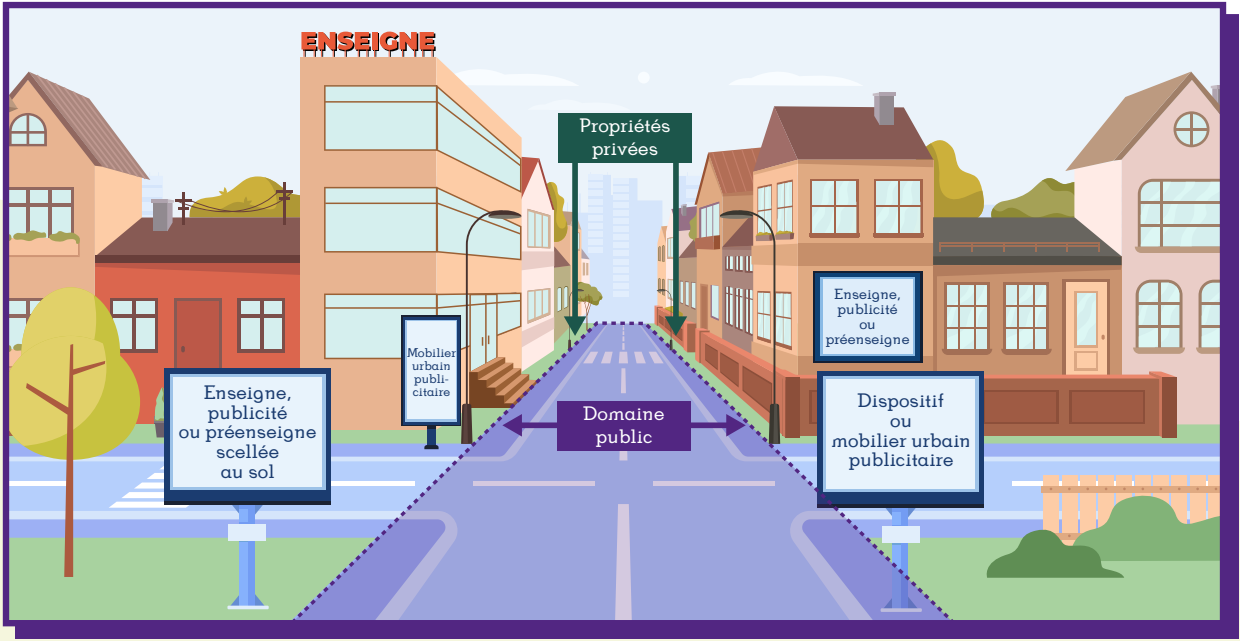 ENSEIGNE
Propriétés
privées
Enseigne,
publicité
ou
préenseigne
Mobilier
urbain
publi-
citaire
Enseigne,
publicité
ou préenseigne
scellée
au sol
Domaine
public
Dispositif
ou
mobilier urbain
publicitaire